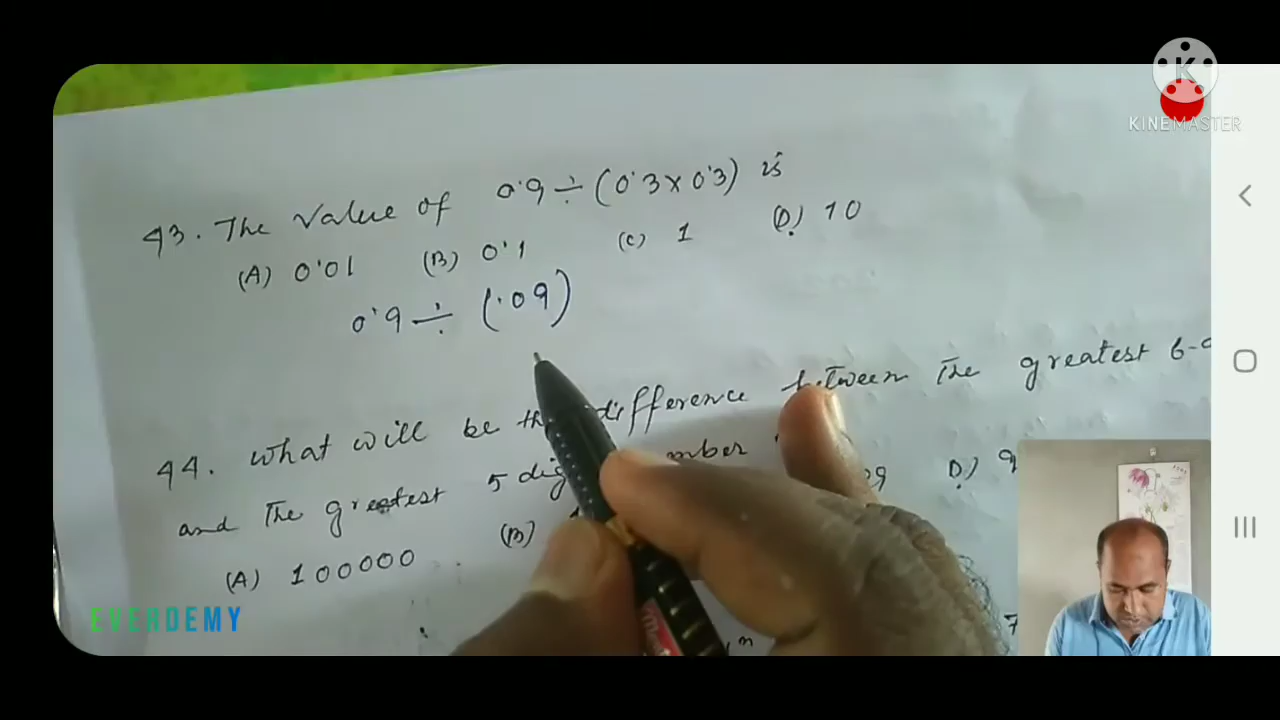 KINEMASTER
43. The value of 0.9 ÷ (0.3 x 0.3) is
(A) 0.01 (B) 0.1 (C) 1 (D) 10
0.9 ÷ (.09)
44. What will be the difference between the greatest 6-
and the greatest 5 dig
(A) 100000 (B) D)
EVERDEMY